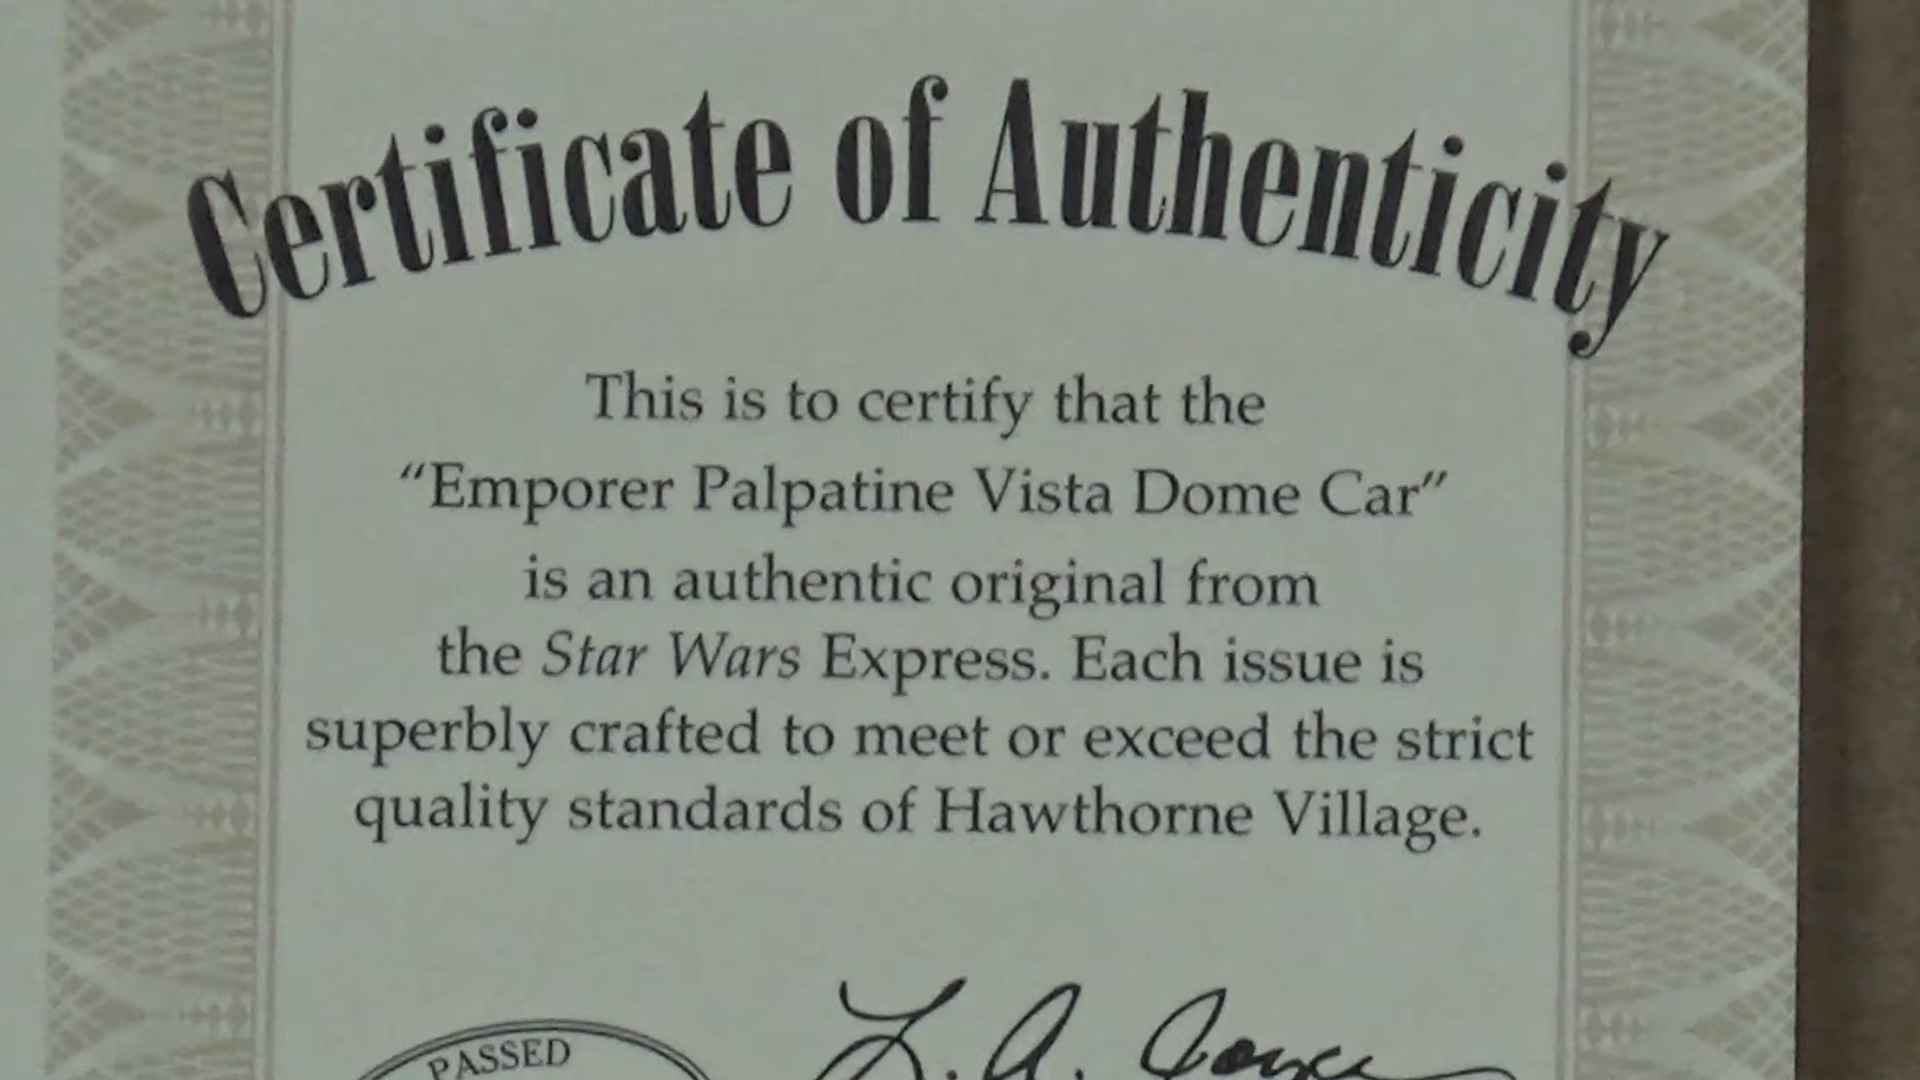 Certificate of Authenticity
This is to certify that the
“Emporer Palpatine Vista Dome Car”
is an authentic original from
the Star Wars Express. Each issue is
superbly crafted to meet or exceed the strict
quality standards of Hawthorne Village.
L. A.
PASSED